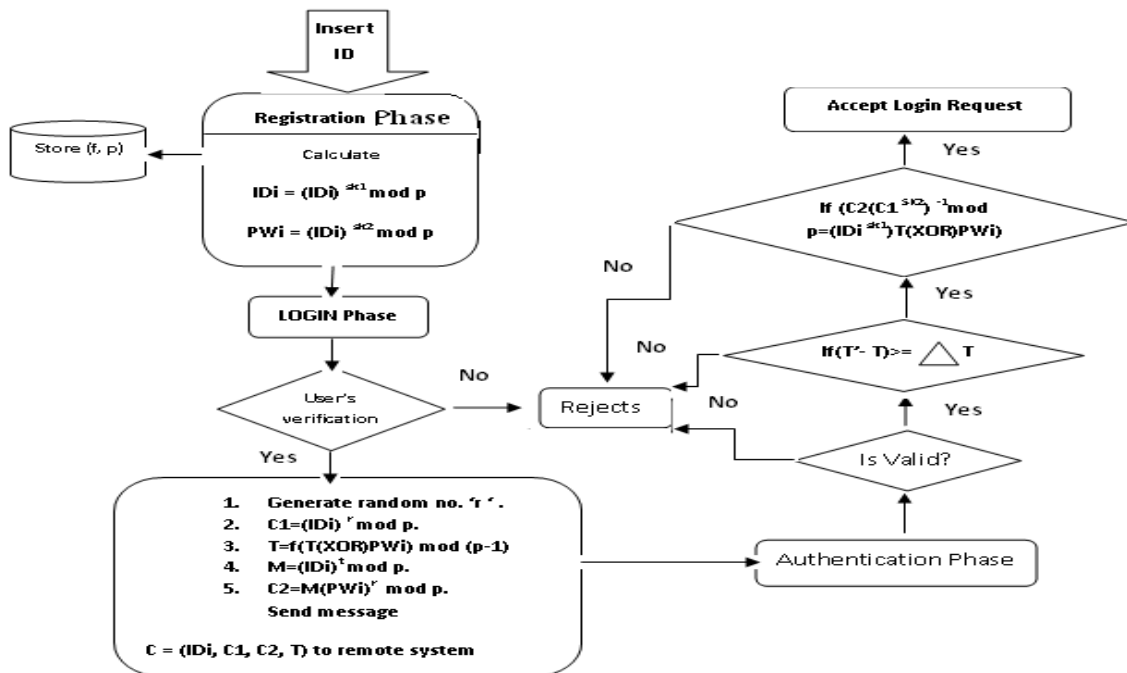 Insert
ID
Registration Phase
Calculate
IDi = (IDi) sk1 mod p
PWi = (IDi) sk2 mod p
Store (f, p)
LOGIN Phase
User's
verification
No
Yes
1. Generate random no. 'r'.
2. C1=(IDi) r mod p.
3. T=f(T(XOR)PWi) mod (p-1)
4. M=(IDi)t mod p.
5. C2=M(PWi)r mod p.
Send message
C = (IDi, C1, C2, T) to remote system
Authentication Phase
Is Valid?
No
Yes
If(T'- T)>= △ T
No
Yes
If (C2(C1 sk2) -1 mod
p=(IDi sk1)T(XOR)PWi)
No
Yes
Rejects
Accept Login Request